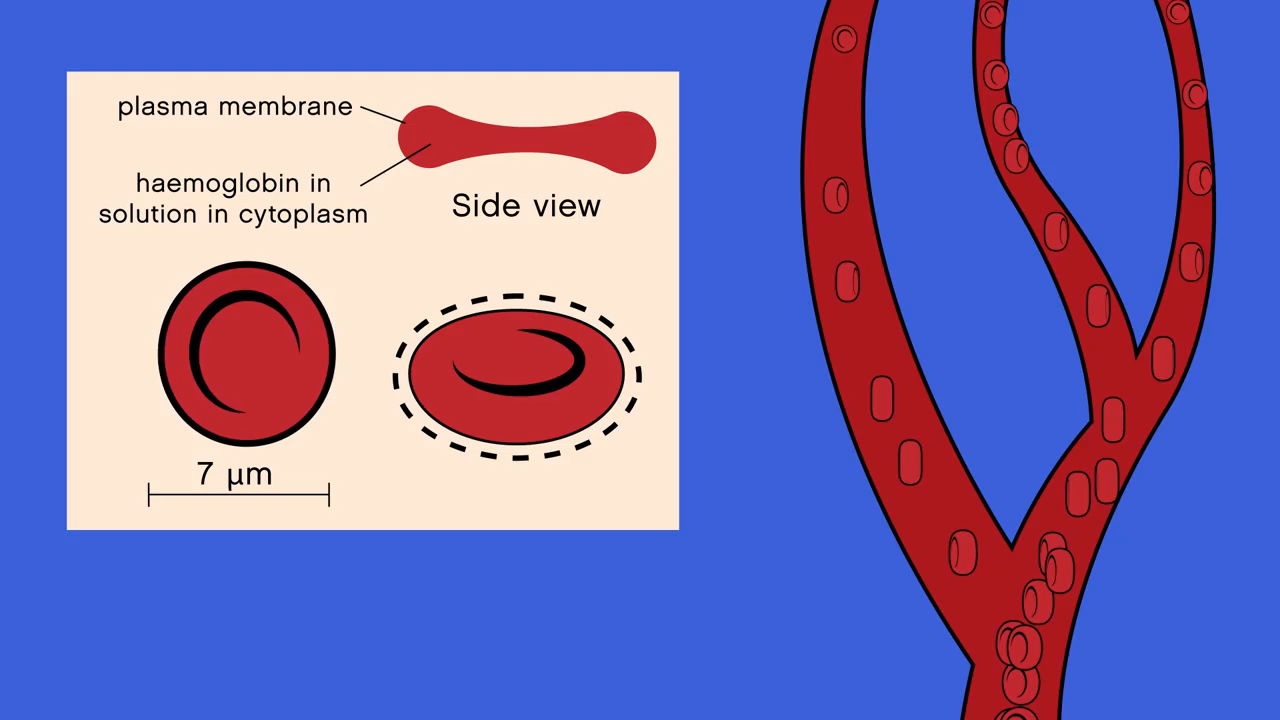 plasma membrane
haemoglobin in
solution in cytoplasm
Side view
7 µm